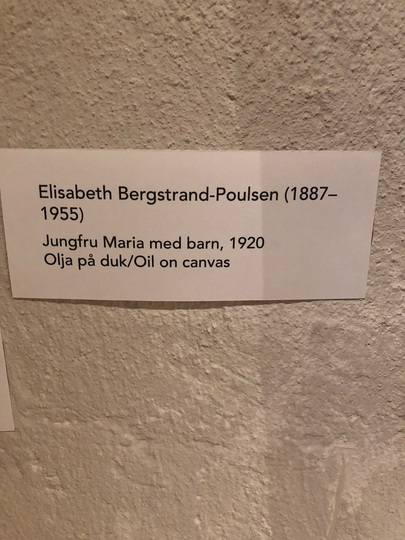 Elisabeth Bergstrand-Poulsen (1887–
1955)
Jungfru Maria med barn, 1920
Olja på duk/Oil on canvas